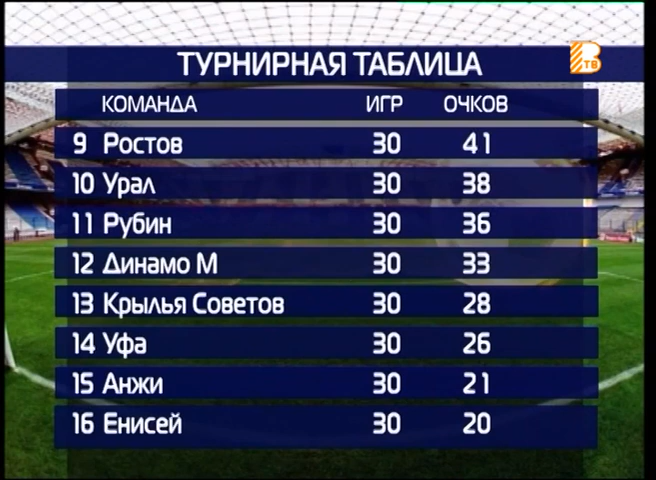 ТУРНИРНАЯ ТАБЛИЦА
В ТВ
КОМАНДА ИГР ОЧКОВ
9 Ростов 30 41
10 Урал 30 38
11 Рубин 30 36
12 Динамо М 30 33
13 Крылья Советов 30 28
14 Уфа 30 26
15 Анжи 30 21
16 Енисей 30 20